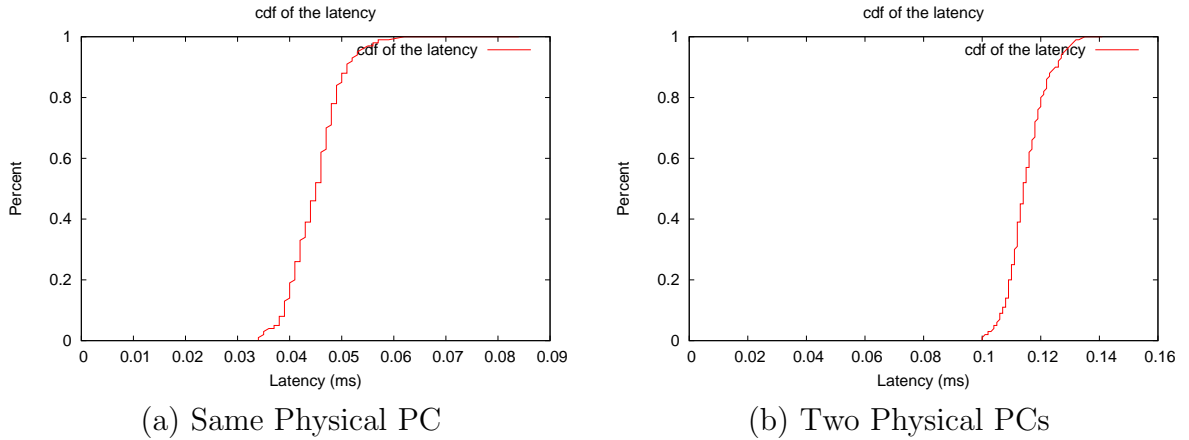 cdf of the latency
1
0.8
0.6
0.4
0.2
0
Percent
cdf of the latency
0 0.01 0.02 0.03 0.04 0.05 0.06 0.07 0.08 0.09
Latency (ms)
(a) Same Physical PC
cdf of the latency
1
0.8
0.6
0.4
0.2
0
Percent
cdf of the latency
0 0.02 0.04 0.06 0.08 0.1 0.12 0.14 0.16
Latency (ms)
(b) Two Physical PCs